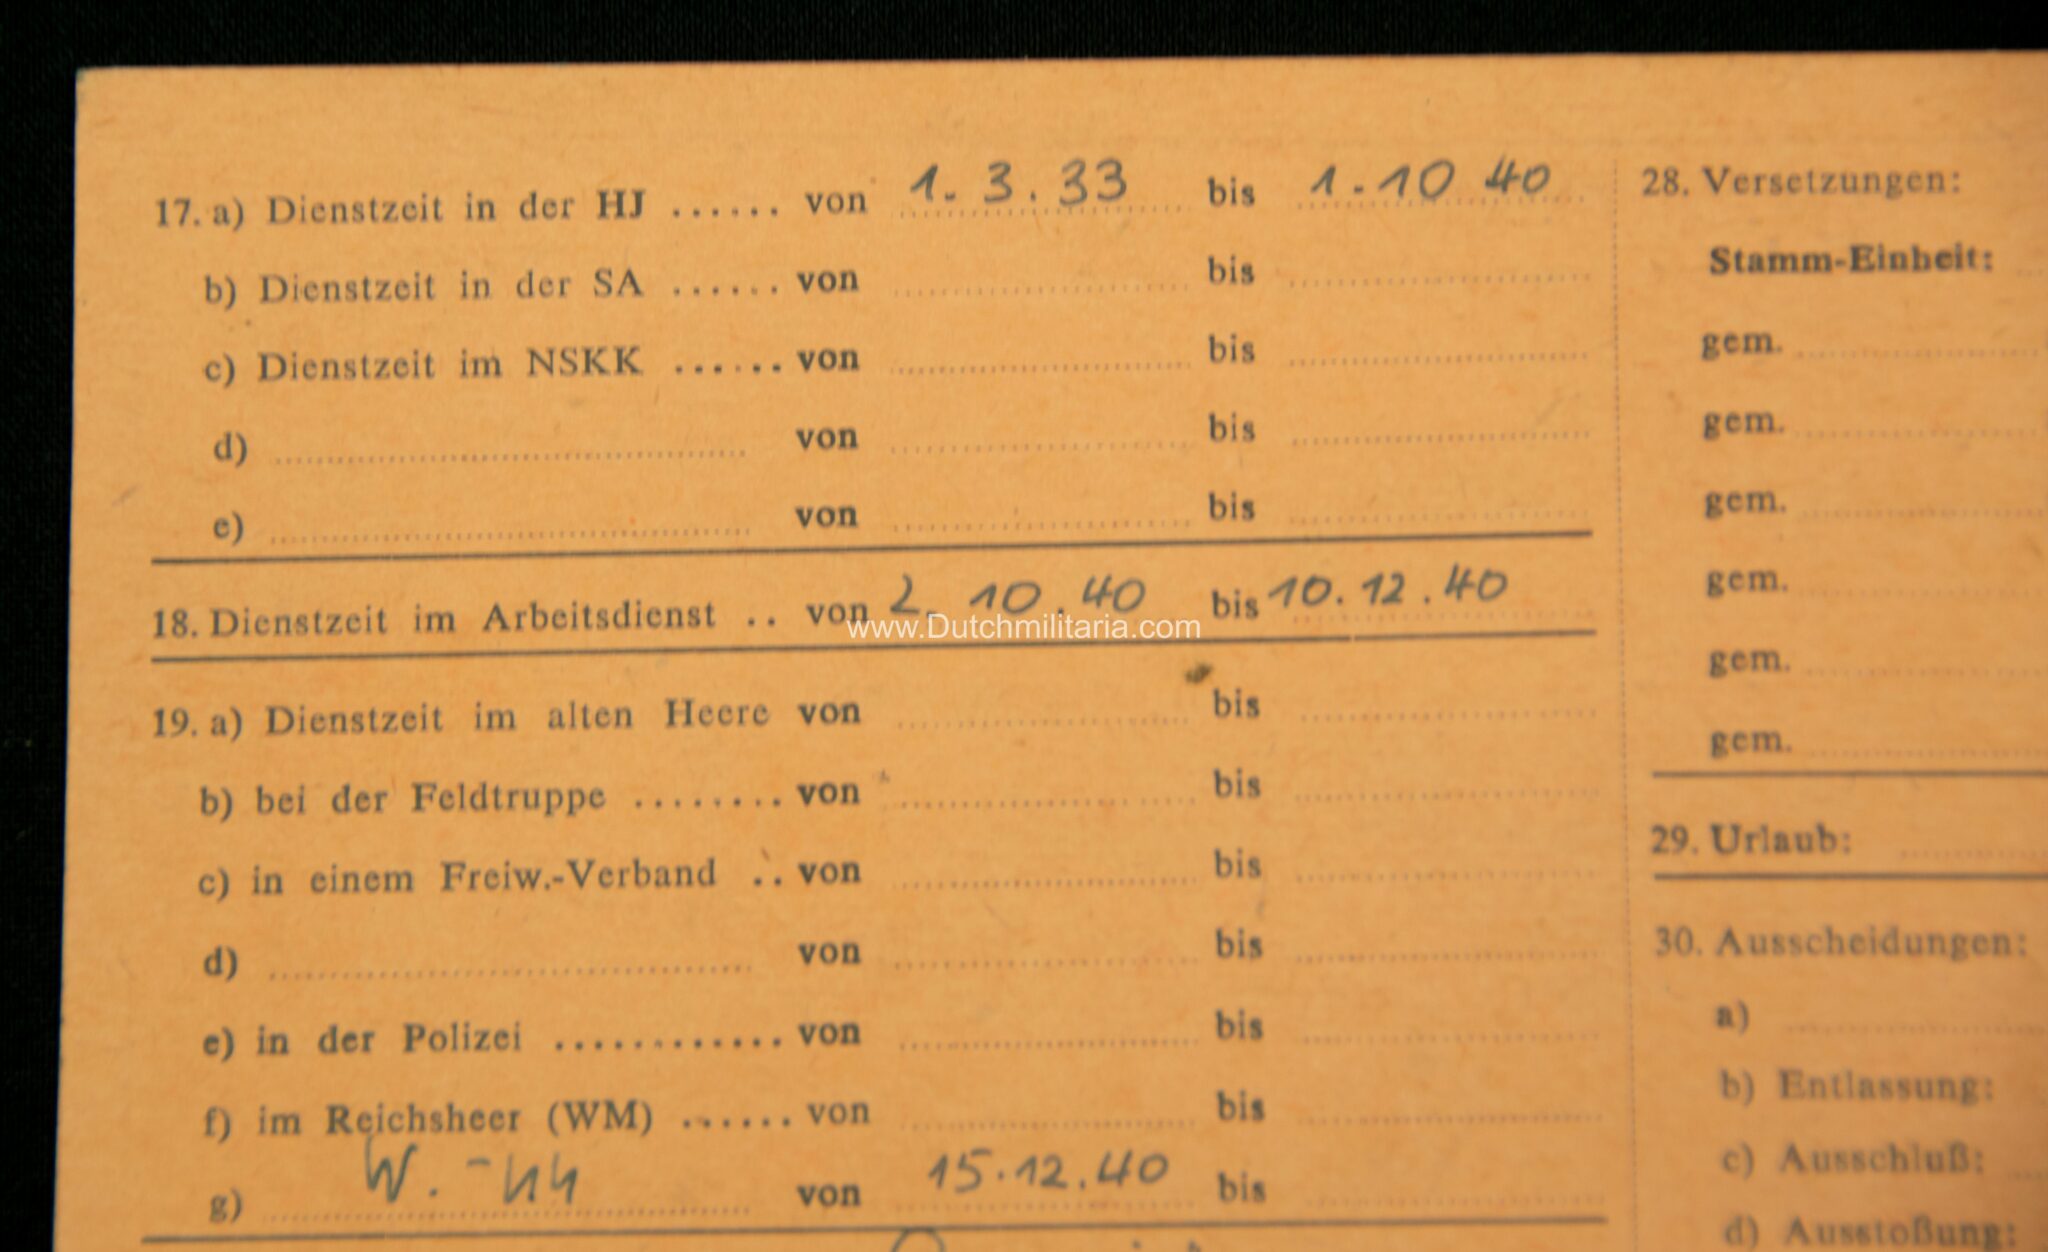 17. a) Dienstzeit in der HJ ...... von 1.3.33 bis 1.10 40
b) Dienstzeit in der SA ...... von bis
c) Dienstzeit im NSKK ...... von bis
d) von bis
e) von bis
18. Dienstzeit im Arbeitsdienst .. von 2.10.40 bis 10.12.40
www.Dutchmilitaria.com
19. a) Dienstzeit im alten Heere von bis
b) bei der Feldtruppe ........ von bis
c) in einem Freiw.-Verband .. von bis
d) von bis
e) in der Polizei ............ von bis
f) im Reichsheer (WM) ...... von bis
g) W.-ϟϟ von 15.12.40 bis
28. Versetzungen:
Stamm-Einheit:
gem.
gem.
gem.
gem.
gem.
gem.
29. Urlaub:
30. Ausscheidungen:
a)
b) Entlassung:
c) Ausschluß:
d) Ausstoßung: